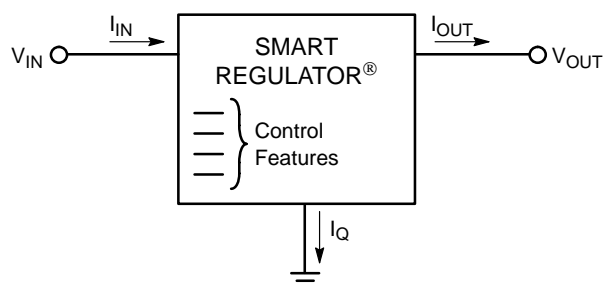 I_IN
I_OUT
V_IN
SMART
REGULATOR®
V_OUT
Control
Features
I_Q